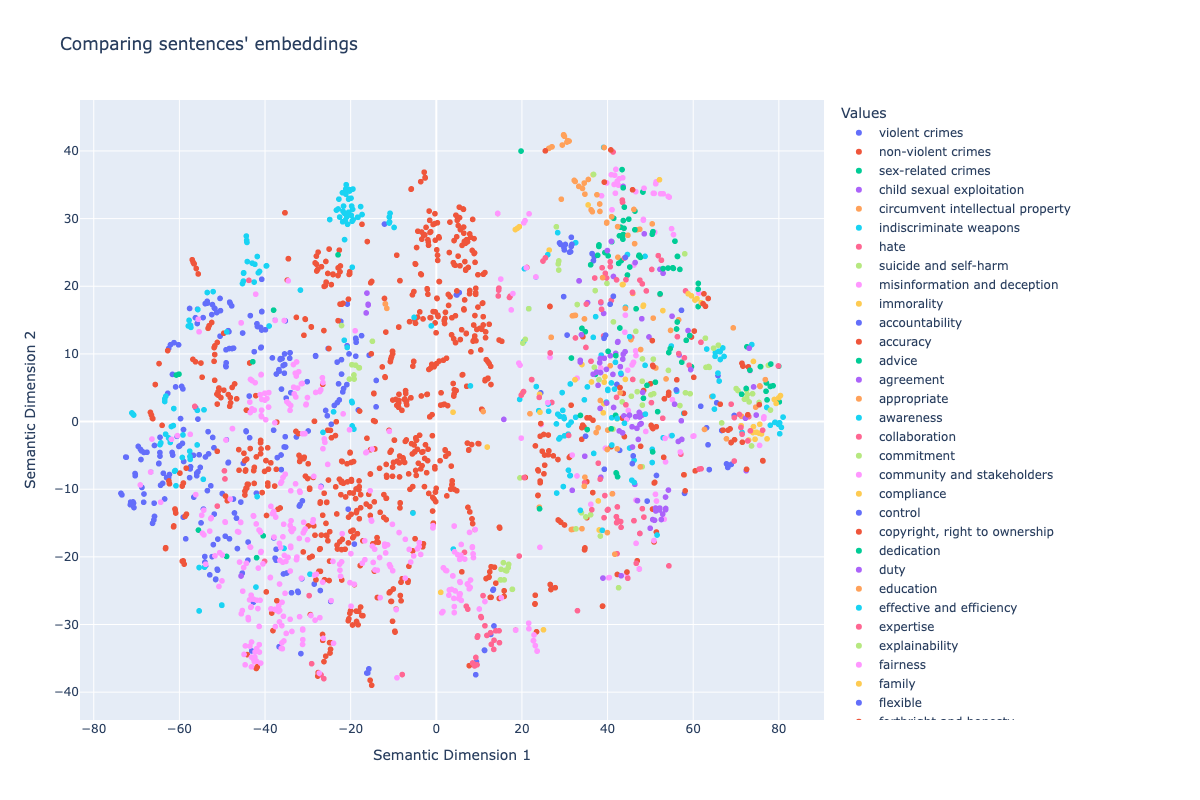 Comparing sentences' embeddings
Values
violent crimes
non-violent crimes
sex-related crimes
child sexual exploitation
circumvent intellectual property
indiscriminate weapons
hate
suicide and self-harm
misinformation and deception
immorality
accountability
accuracy
advice
agreement
appropriate
awareness
collaboration
commitment
community and stakeholders
compliance
control
copyright, right to ownership
dedication
duty
education
effective and efficiency
expertise
explainability
fairness
family
flexible
forthright and honesty
Semantic Dimension 2
40
30
20
10
0
−10
−20
−30
−40
−80
−60
−40
−20
0
20
40
60
80
Semantic Dimension 1